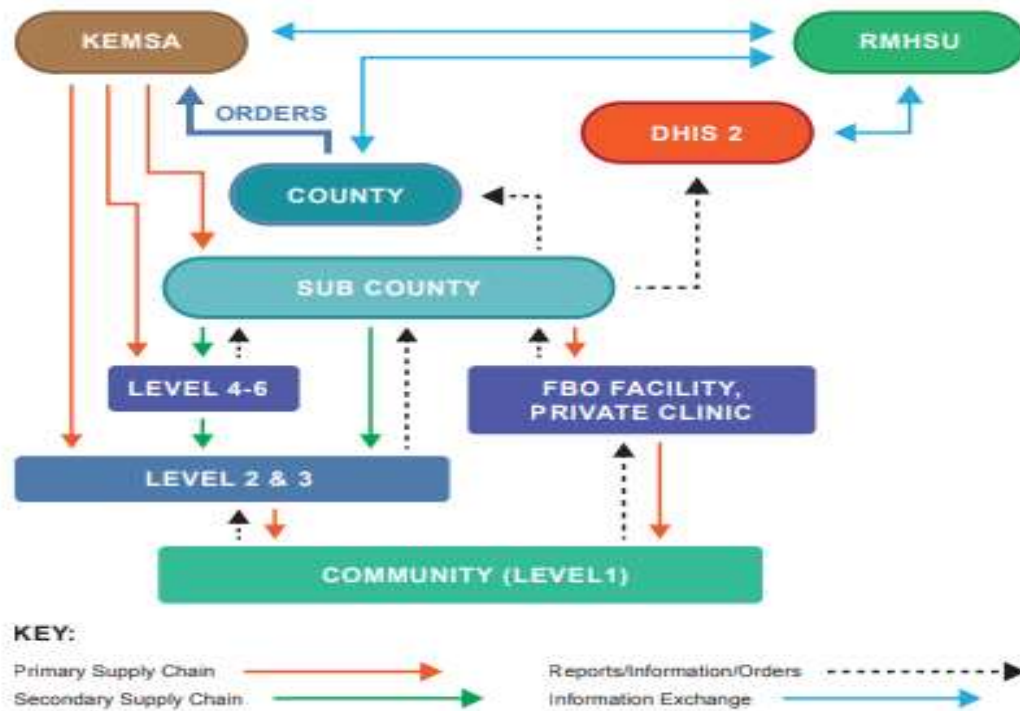 KEMSA
RMHSU
ORDERS
DHIS 2
COUNTY
SUB COUNTY
LEVEL 4-6
FBO FACILITY,
PRIVATE CLINIC
LEVEL 2 & 3
COMMUNITY (LEVEL1)
KEY:
Primary Supply Chain
Reports/Information/Orders
Secondary Supply Chain
Information Exchange